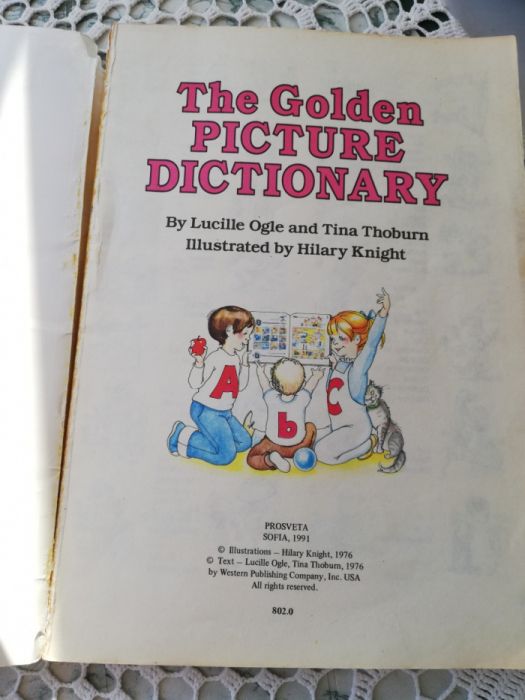 The Golden
PICTURE
DICTIONARY
By Lucille Ogle and Tina Thoburn
Illustrated by Hilary Knight
A
b
C
PROSVETA
SOFIA, 1991
© Illustrations — Hilary Knight, 1976
© Text — Lucille Ogle, Tina Thoburn, 1976
by Western Publishing Company, Inc. USA
All rights reserved.
802.0